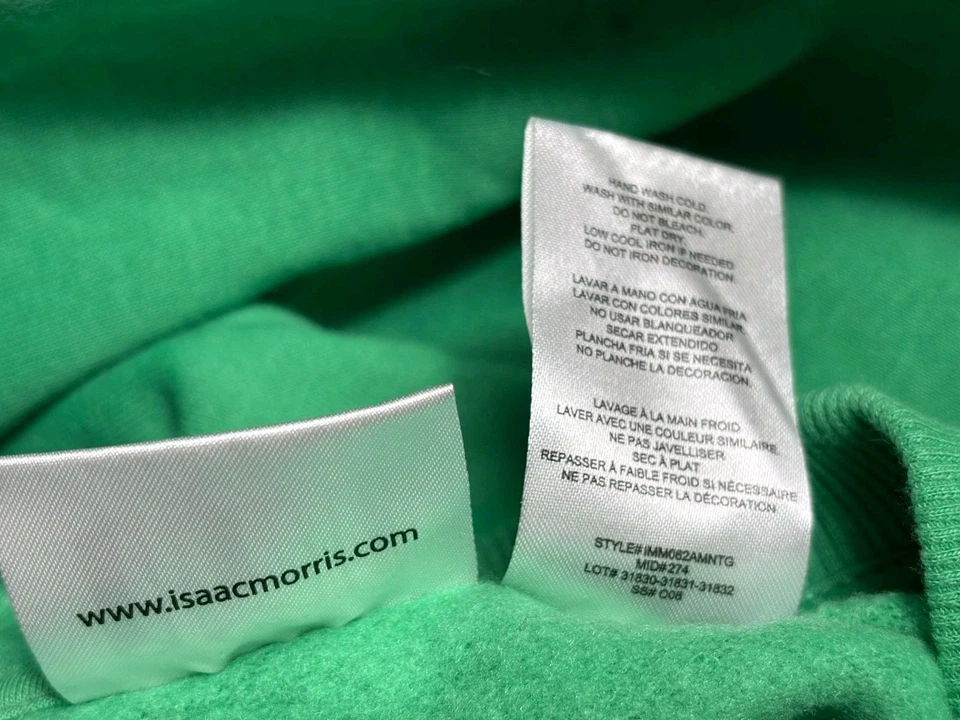 www.isaacmorris.com
HAND WASH COLD.
WASH WITH SIMILAR COLOR.
DO NOT BLEACH.
FLAT DRY.
LOW COOL IRON IF NEEDED
DO NOT IRON DECORATION.
LAVAR A MANO CON AGUA FRIA
LAVAR CON COLORES SIMILAR
NO USAR BLANQUEADOR
SECAR EXTENDIDO
PLANCHA FRIA SI SE NECESITA
NO PLANCHE LA DECORACION.
LAVAGE À LA MAIN FROID
LAVER AVEC UNE COULEUR SIMILAIRE.
NE PAS JAVELLISER
SEC À PLAT
REPASSER À FAIBLE FROID SI NÉCESSAIRE
NE PAS REPASSER LA DÉCORATION
STYLE# IMM062AMNTG
MID#274
LOT# 31830-31831-31832
SS# O08